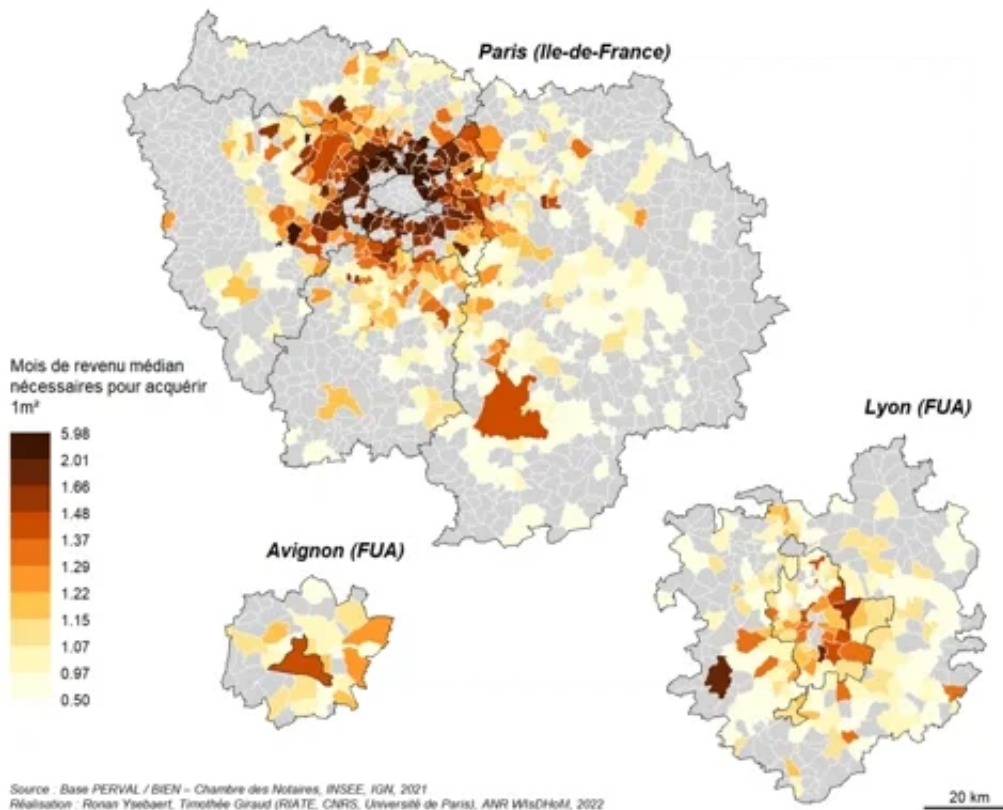 Paris (Ile-de-France)
Mois de revenu médian
nécessaires pour acquérir
1m²
5.98
2.01
1.66
1.48
1.37
1.29
1.22
1.15
1.07
0.97
0.50
Lyon (FUA)
Avignon (FUA)
Source : Base PERVAL / BIEN – Chambre des Notaires, INSEE, IGN, 2021
Réalisation : Ronan Ysebaert, Timothée Giraud (RIATE, CNRS, Université de Paris), ANR WIsDHoM, 2022
20 km